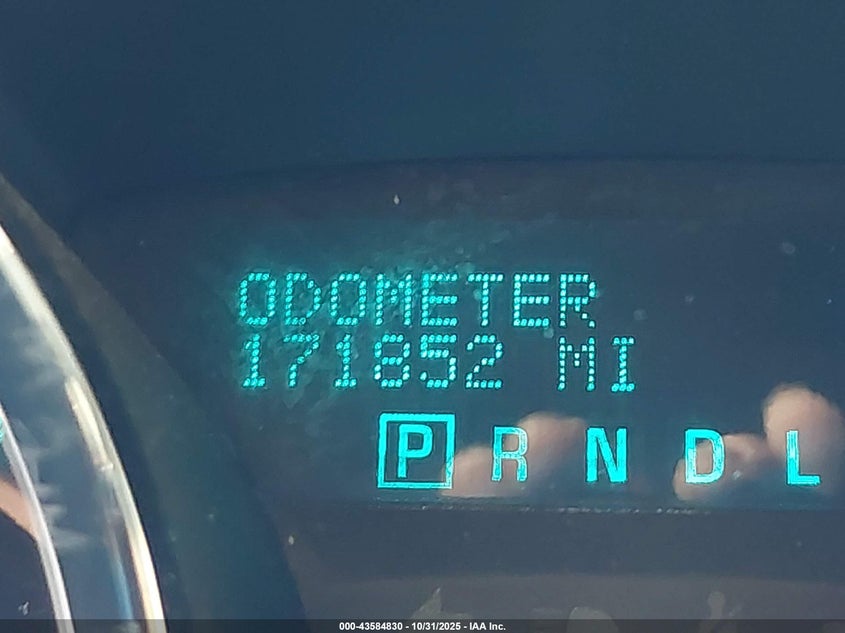 ODOMETER
171852 MI
P R N D L
000-43584830 - 10/31/2025 - IAA Inc.